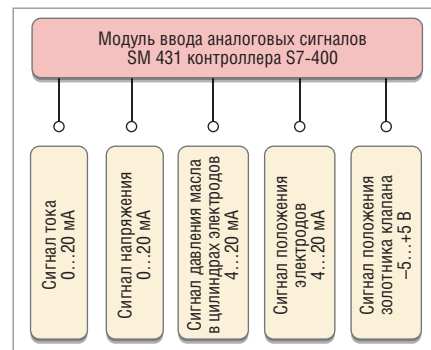 Модуль ввода аналоговых сигналов
SM 431 контроллера S7-400
Сигнал тока
0…20 мА
Сигнал напряжения
0…20 мА
Сигнал давления масла
в цилиндрах электродов
4…20 мА
Сигнал положения
электродов
4…20 мА
Сигнал положения
золотника клапана
–5…+5 В